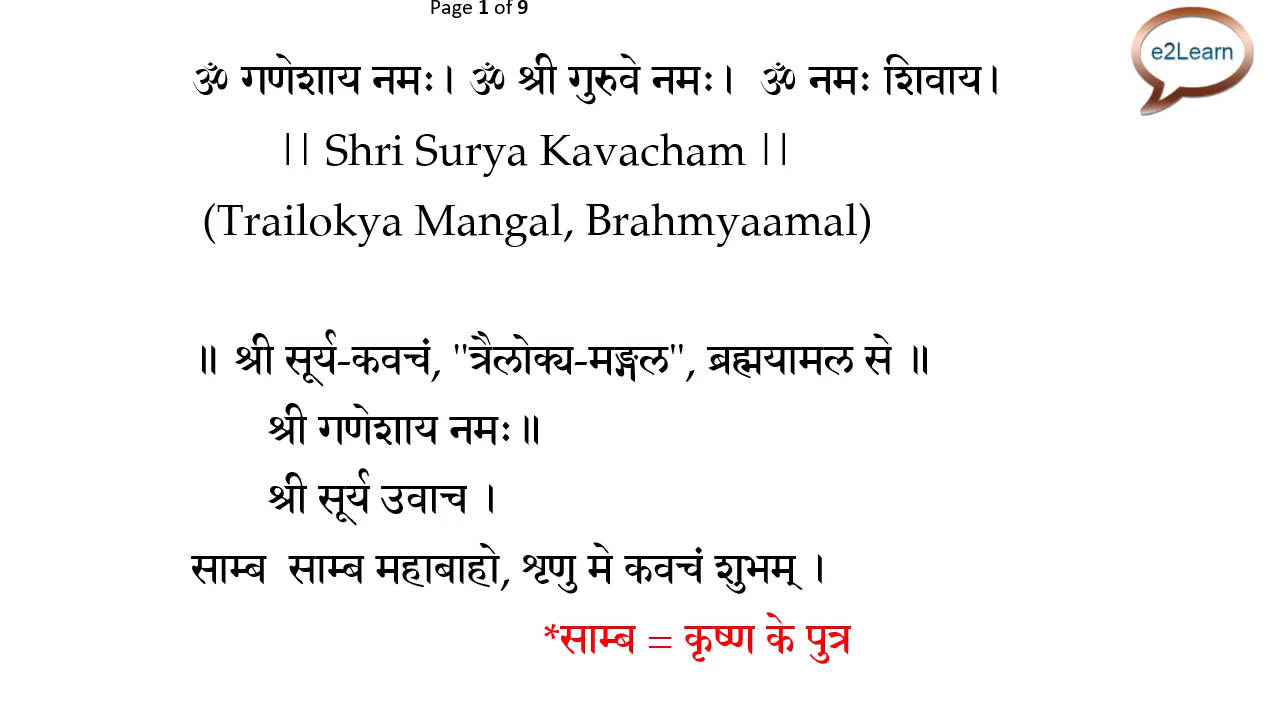 Page 1 of 9
e2Learn
ॐ गणेशाय नमः। ॐ श्री गुरुवे नमः। ॐ नमः शिवाय।
|| Shri Surya Kavacham ||
(Trailokya Mangal, Brahmyaamal)
॥ श्री सूर्य-कवचं, "त्रैलोक्य-मङ्गल", ब्रह्मयामल से ॥
श्री गणेशाय नमः॥
श्री सूर्य उवाच ।
साम्ब साम्ब महाबाहो, शृणु मे कवचं शुभम् ।
*साम्ब = कृष्ण के पुत्र